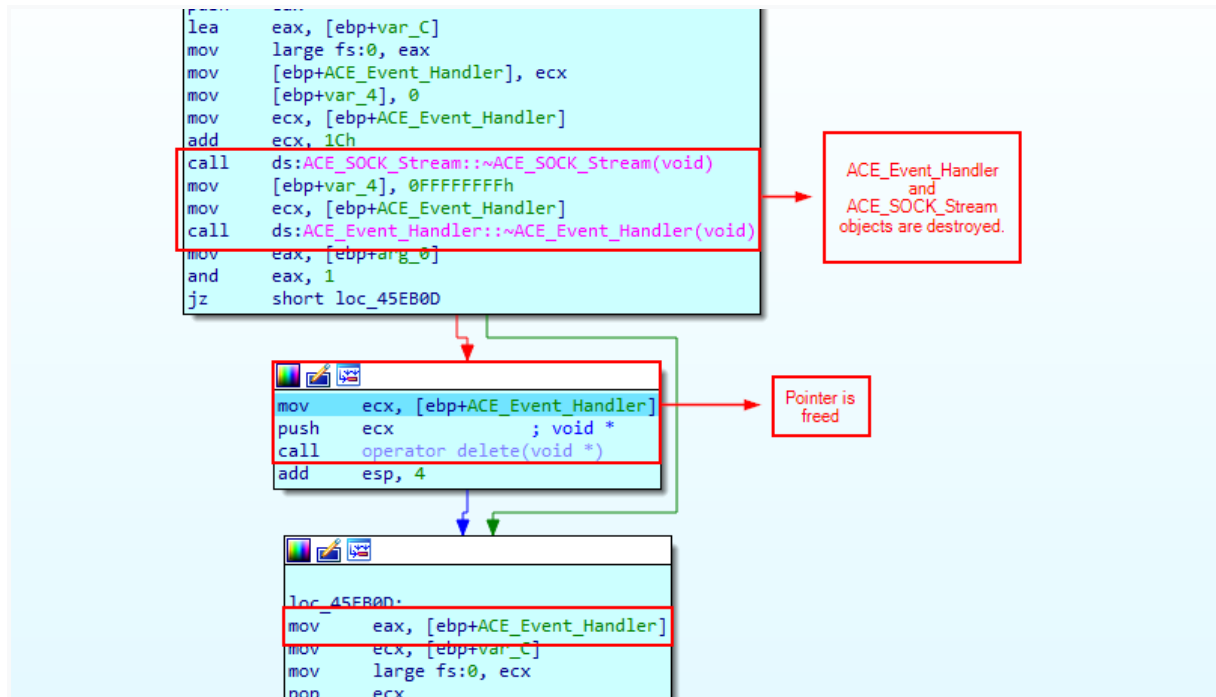 lea eax, [ebp+var_C]
mov large fs:0, eax
mov [ebp+ACE_Event_Handler], ecx
mov [ebp+var_4], 0
mov ecx, [ebp+ACE_Event_Handler]
add ecx, 1Ch
call ds:ACE_SOCK_Stream::~ACE_SOCK_Stream(void)
mov [ebp+var_4], 0FFFFFFFFh
mov ecx, [ebp+ACE_Event_Handler]
call ds:ACE_Event_Handler::~ACE_Event_Handler(void)
mov eax, [ebp+arg_0]
and eax, 1
jz short loc_45EB0D
ACE_Event_Handler
and
ACE_SOCK_Stream
objects are destroyed.
mov ecx, [ebp+ACE_Event_Handler]
push ecx ; void *
call operator delete(void *)
add esp, 4
Pointer is
freed
loc_45EB0D:
mov eax, [ebp+ACE_Event_Handler]
mov ecx, [ebp+var_C]
mov large fs:0, ecx
pop ecx